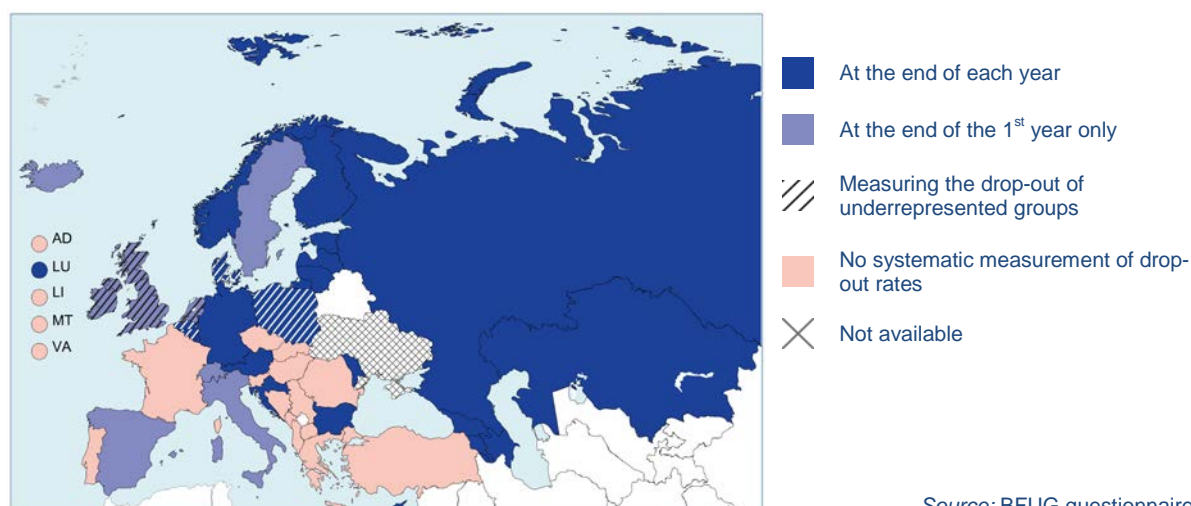 AD
LU
LI
MT
VA
At the end of each year
At the end of the 1st year only
Measuring the drop-out of
underrepresented groups
No systematic measurement of drop-
out rates
Not available
Source: BFUG questionnaire